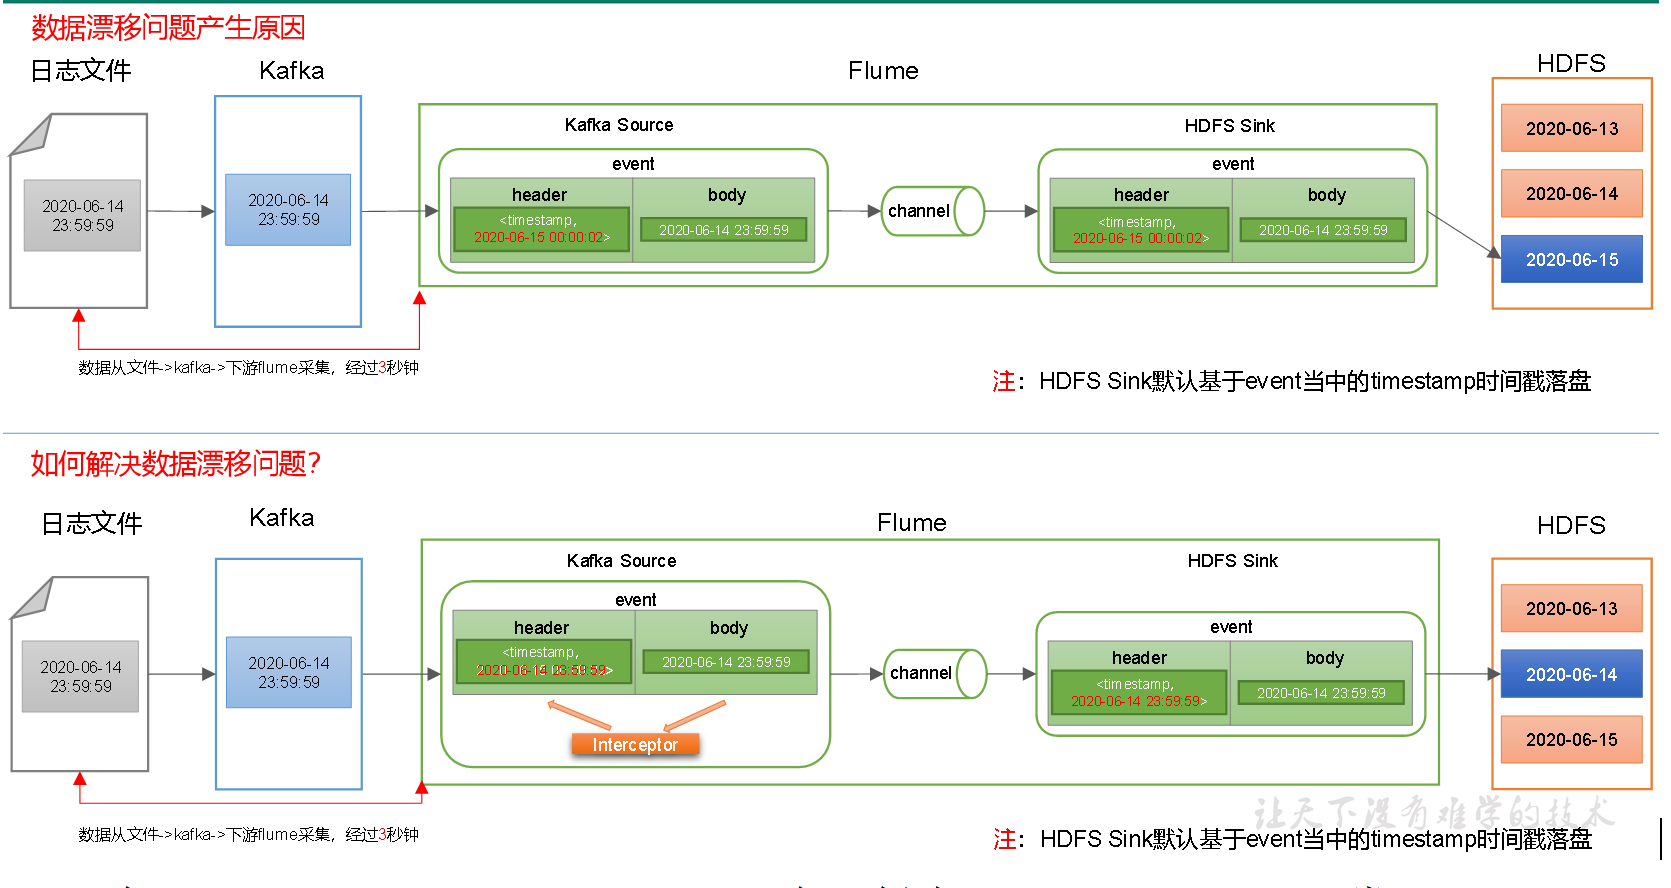 数据漂移问题产生原因
日志文件
Kafka
Flume
HDFS
Kafka Source
HDFS Sink
event
header
body
<timestamp,
2020-06-15 00:00:02>
2020-06-14 23:59:59
2020-06-14
23:59:59
2020-06-14
23:59:59
channel
event
header
body
<timestamp,
2020-06-15 00:00:02>
2020-06-14 23:59:59
2020-06-13
2020-06-14
2020-06-15
数据从文件->kafka->下游flume采集，经过3秒钟
注：HDFS Sink默认基于event当中的timestamp时间戳落盘
如何解决数据漂移问题？
日志文件
Kafka
Flume
HDFS
Kafka Source
HDFS Sink
event
header
body
<timestamp,
2020-06-14 23:59:59>
2020-06-14 23:59:59
Interceptor
2020-06-14
23:59:59
2020-06-14
23:59:59
channel
event
header
body
<timestamp,
2020-06-14 23:59:59>
2020-06-14 23:59:59
2020-06-13
2020-06-14
2020-06-15
让天下没有难学的技术
数据从文件->kafka->下游flume采集，经过3秒钟
注：HDFS Sink默认基于event当中的timestamp时间戳落盘